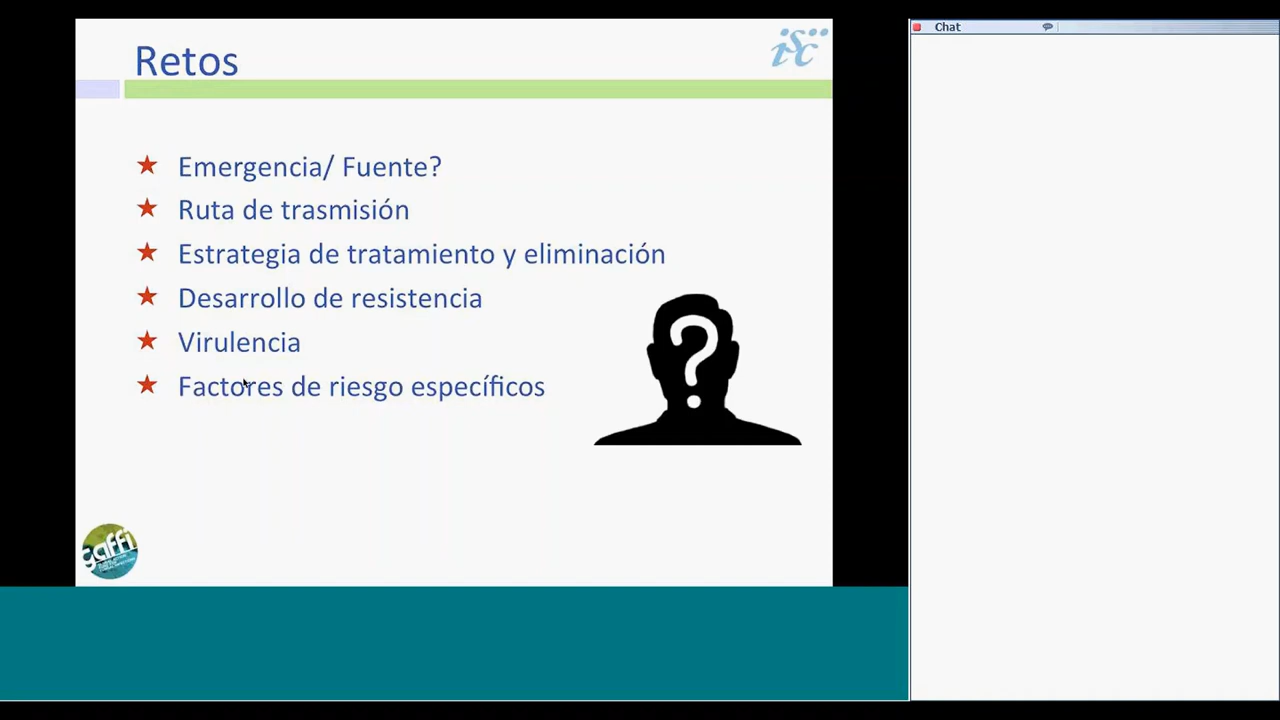 Retos
isc
Emergencia/ Fuente?
Ruta de trasmisión
Estrategia de tratamiento y eliminación
Desarrollo de resistencia
Virulencia
Factores de riesgo específicos
?
gaffi
Chat